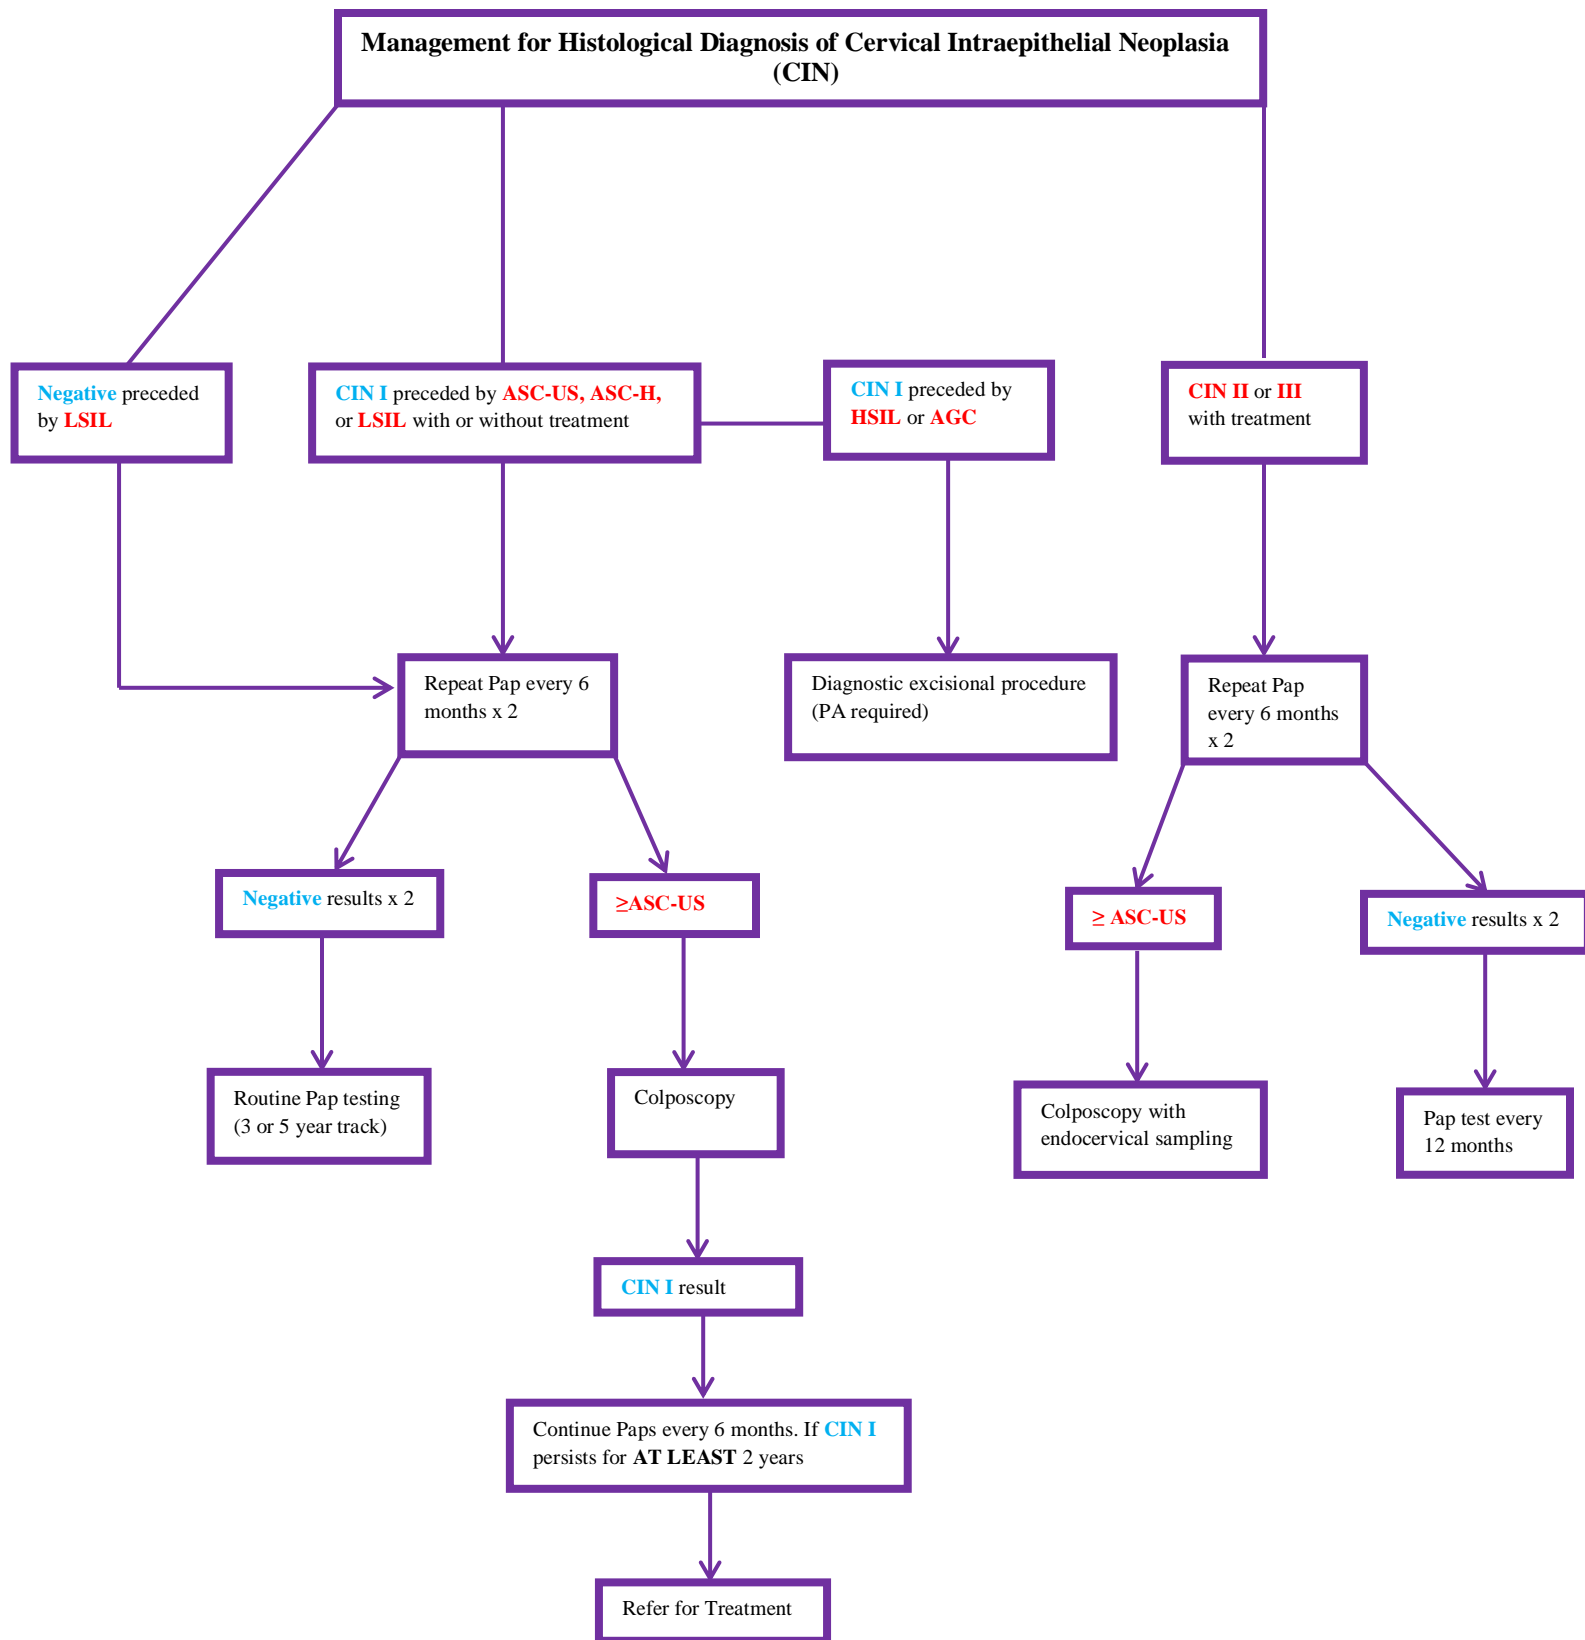 Management for Histological Diagnosis of Cervical Intraepithelial Neoplasia
(CIN)
Negative preceded
by LSIL
CIN I preceded by ASC-US, ASC-H,
or LSIL with or without treatment
CIN I preceded by
HSIL or AGC
CIN II or III
with treatment
Repeat Pap every 6
months x 2
Diagnostic excisional procedure
(PA required)
Repeat Pap
every 6 months
x 2
Negative results x 2
≥ASC-US
≥ ASC-US
Negative results x 2
Routine Pap testing
(3 or 5 year track)
Colposcopy
Colposcopy with
endocervical sampling
Pap test every
12 months
CIN I result
Continue Paps every 6 months. If CIN I
persists for AT LEAST 2 years
Refer for Treatment